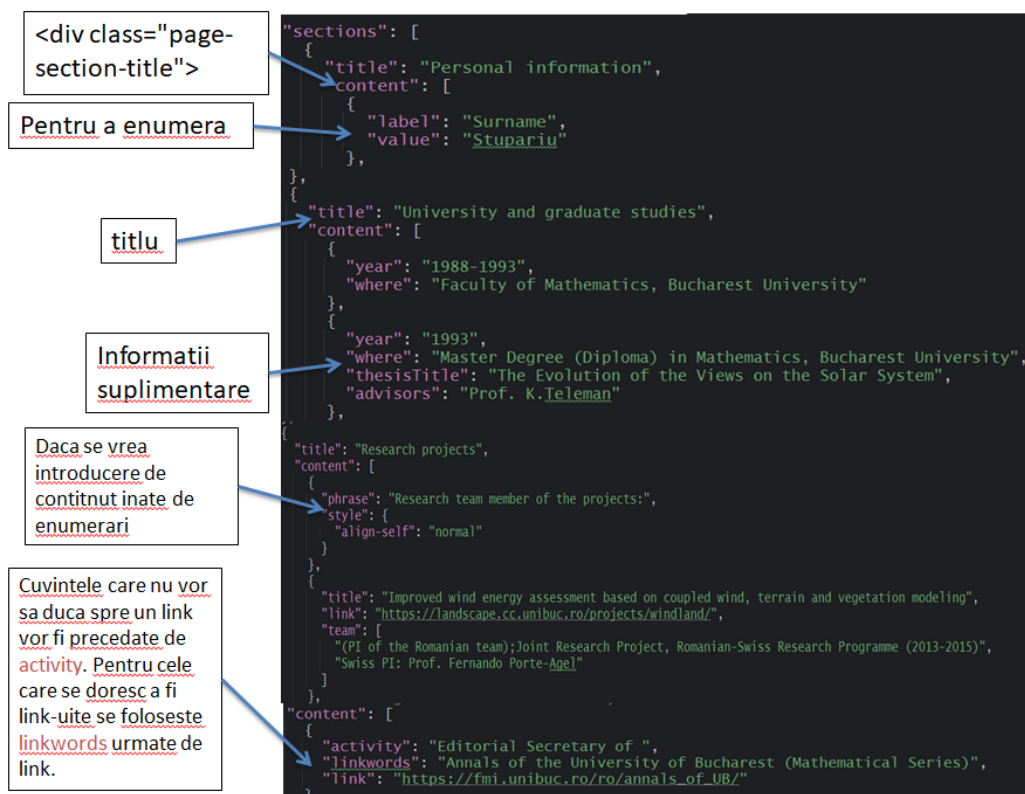 <div class="page-
section-title">
Pentru a enumera
titlu
Informatii
suplimentare
Daca se vrea
introducere de
contitnut inate de
enumerari
Cuvintele care nu vor
sa duca spre un link
vor fi precedate de
activity. Pentru cele
care se doresc a fi
link-uite se foloseste
linkwords urmate de
link.
"sections": [
{
"title": "Personal information",
content": [
{
"label": "Surname",
"value": "Stupariu"
},
},
{
"title": "University and graduate studies",
"content": [
{
"year": "1988-1993",
"where": "Faculty of Mathematics, Bucharest University"
},
{
"year": "1993",
"where": "Master Degree (Diploma) in Mathematics, Bucharest University",
"thesisTitle": "The Evolution of the Views on the Solar System",
"advisors": "Prof. K.Teleman"
},
{
"title": "Research projects",
"content": [
{
"phrase": "Research team member of the projects:",
"style": {
"align-self": "normal"
}
},
{
"title": "Improved wind energy assessment based on coupled wind, terrain and vegetation modeling",
"link": "https://landscape.cc.unibuc.ro/projects/windland/",
"team": [
"(PI of the Romanian team);Joint Research Project, Romanian-Swiss Research Programme (2013-2015)",
"Swiss PI: Prof. Fernando Porte-Agel"
]
},
"content": [
{
"activity": "Editorial Secretary of ",
"linkwords": "Annals of the University of Bucharest (Mathematical Series)",
"link": "https://fmi.unibuc.ro/ro/annals_of_UB/"